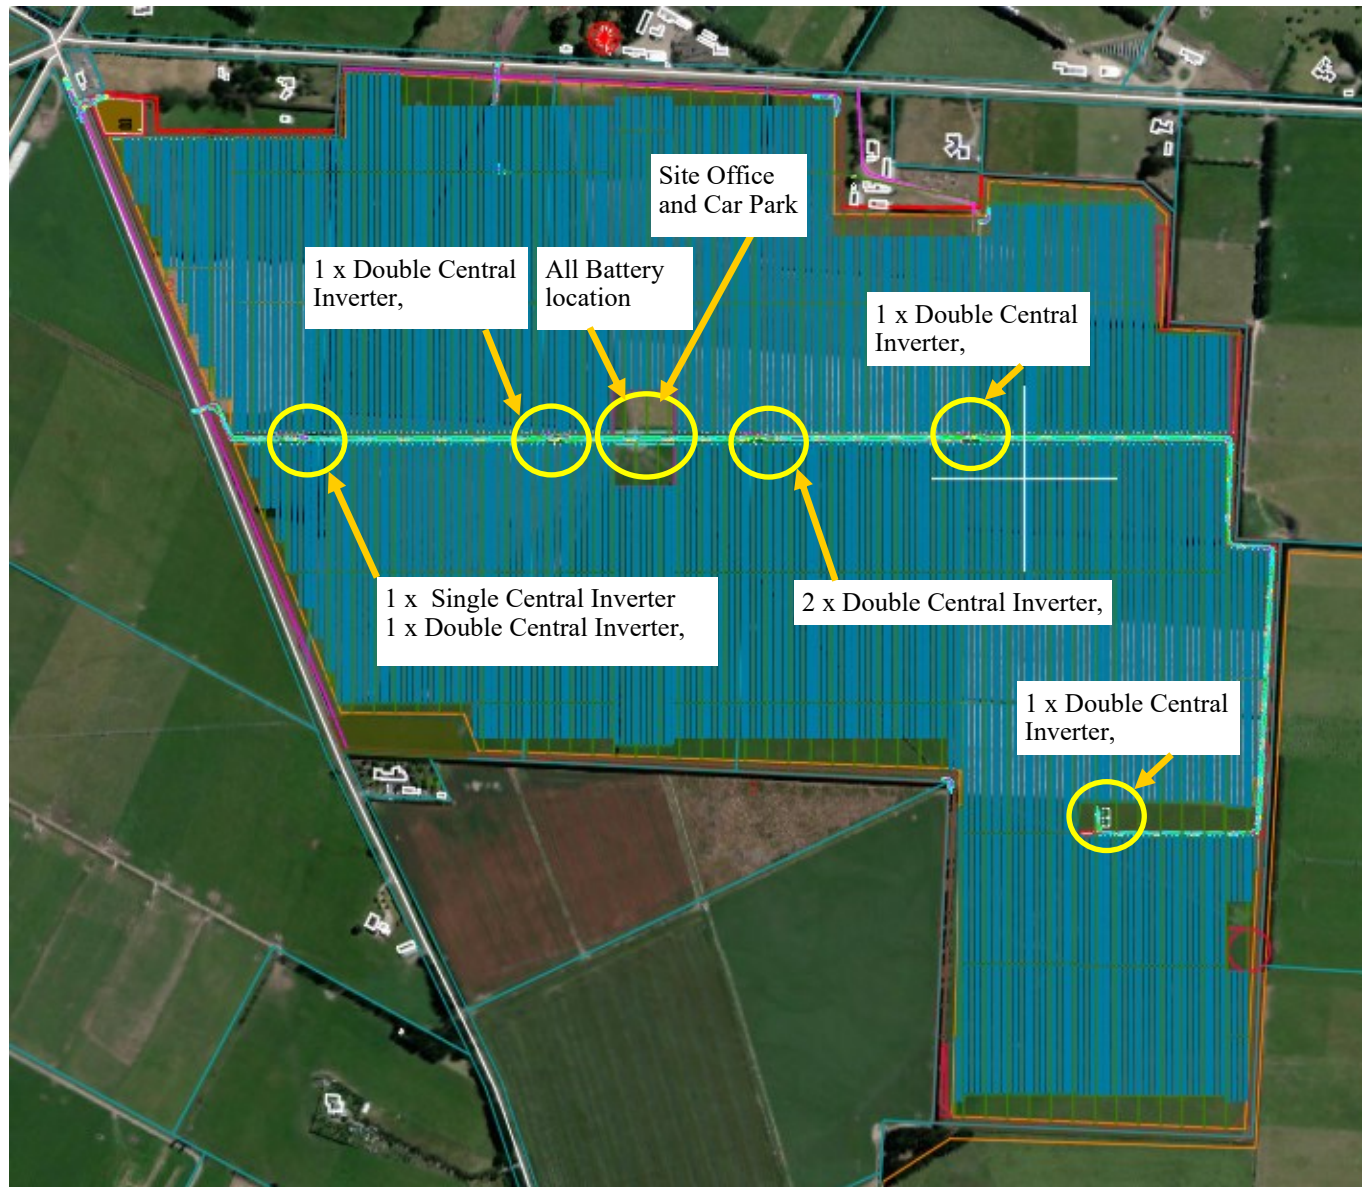 Site Office
and Car Park
1 x Double Central
Inverter,
All Battery
location
1 x Double Central
Inverter,
1 x  Single Central Inverter
1 x Double Central Inverter,
2 x Double Central Inverter,
1 x Double Central
Inverter,